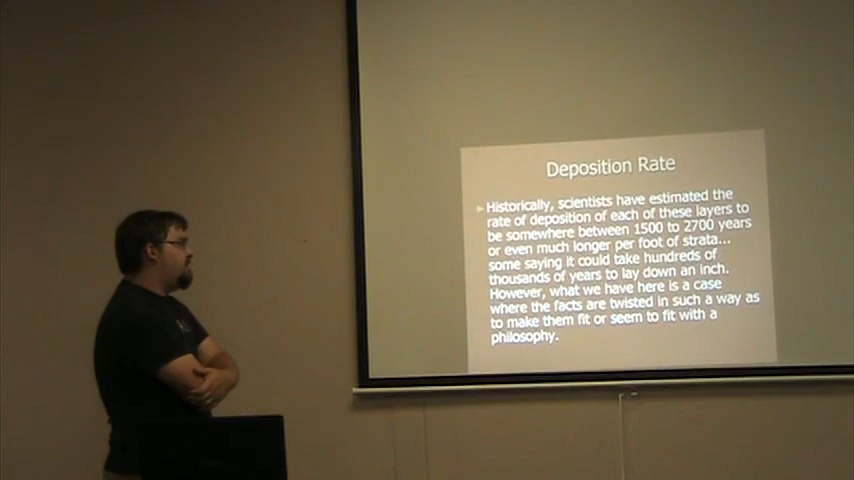 Deposition Rate
Historically, scientists have estimated the
rate of deposition of each of these layers to
be somewhere between 1500 to 2700 years
or even much longer per foot of strata...
some saying it could take hundreds of
thousands of years to lay down an inch.
However, what we have here is a case
where the facts are twisted in such a way as
to make them fit or seem to fit with a
philosophy.